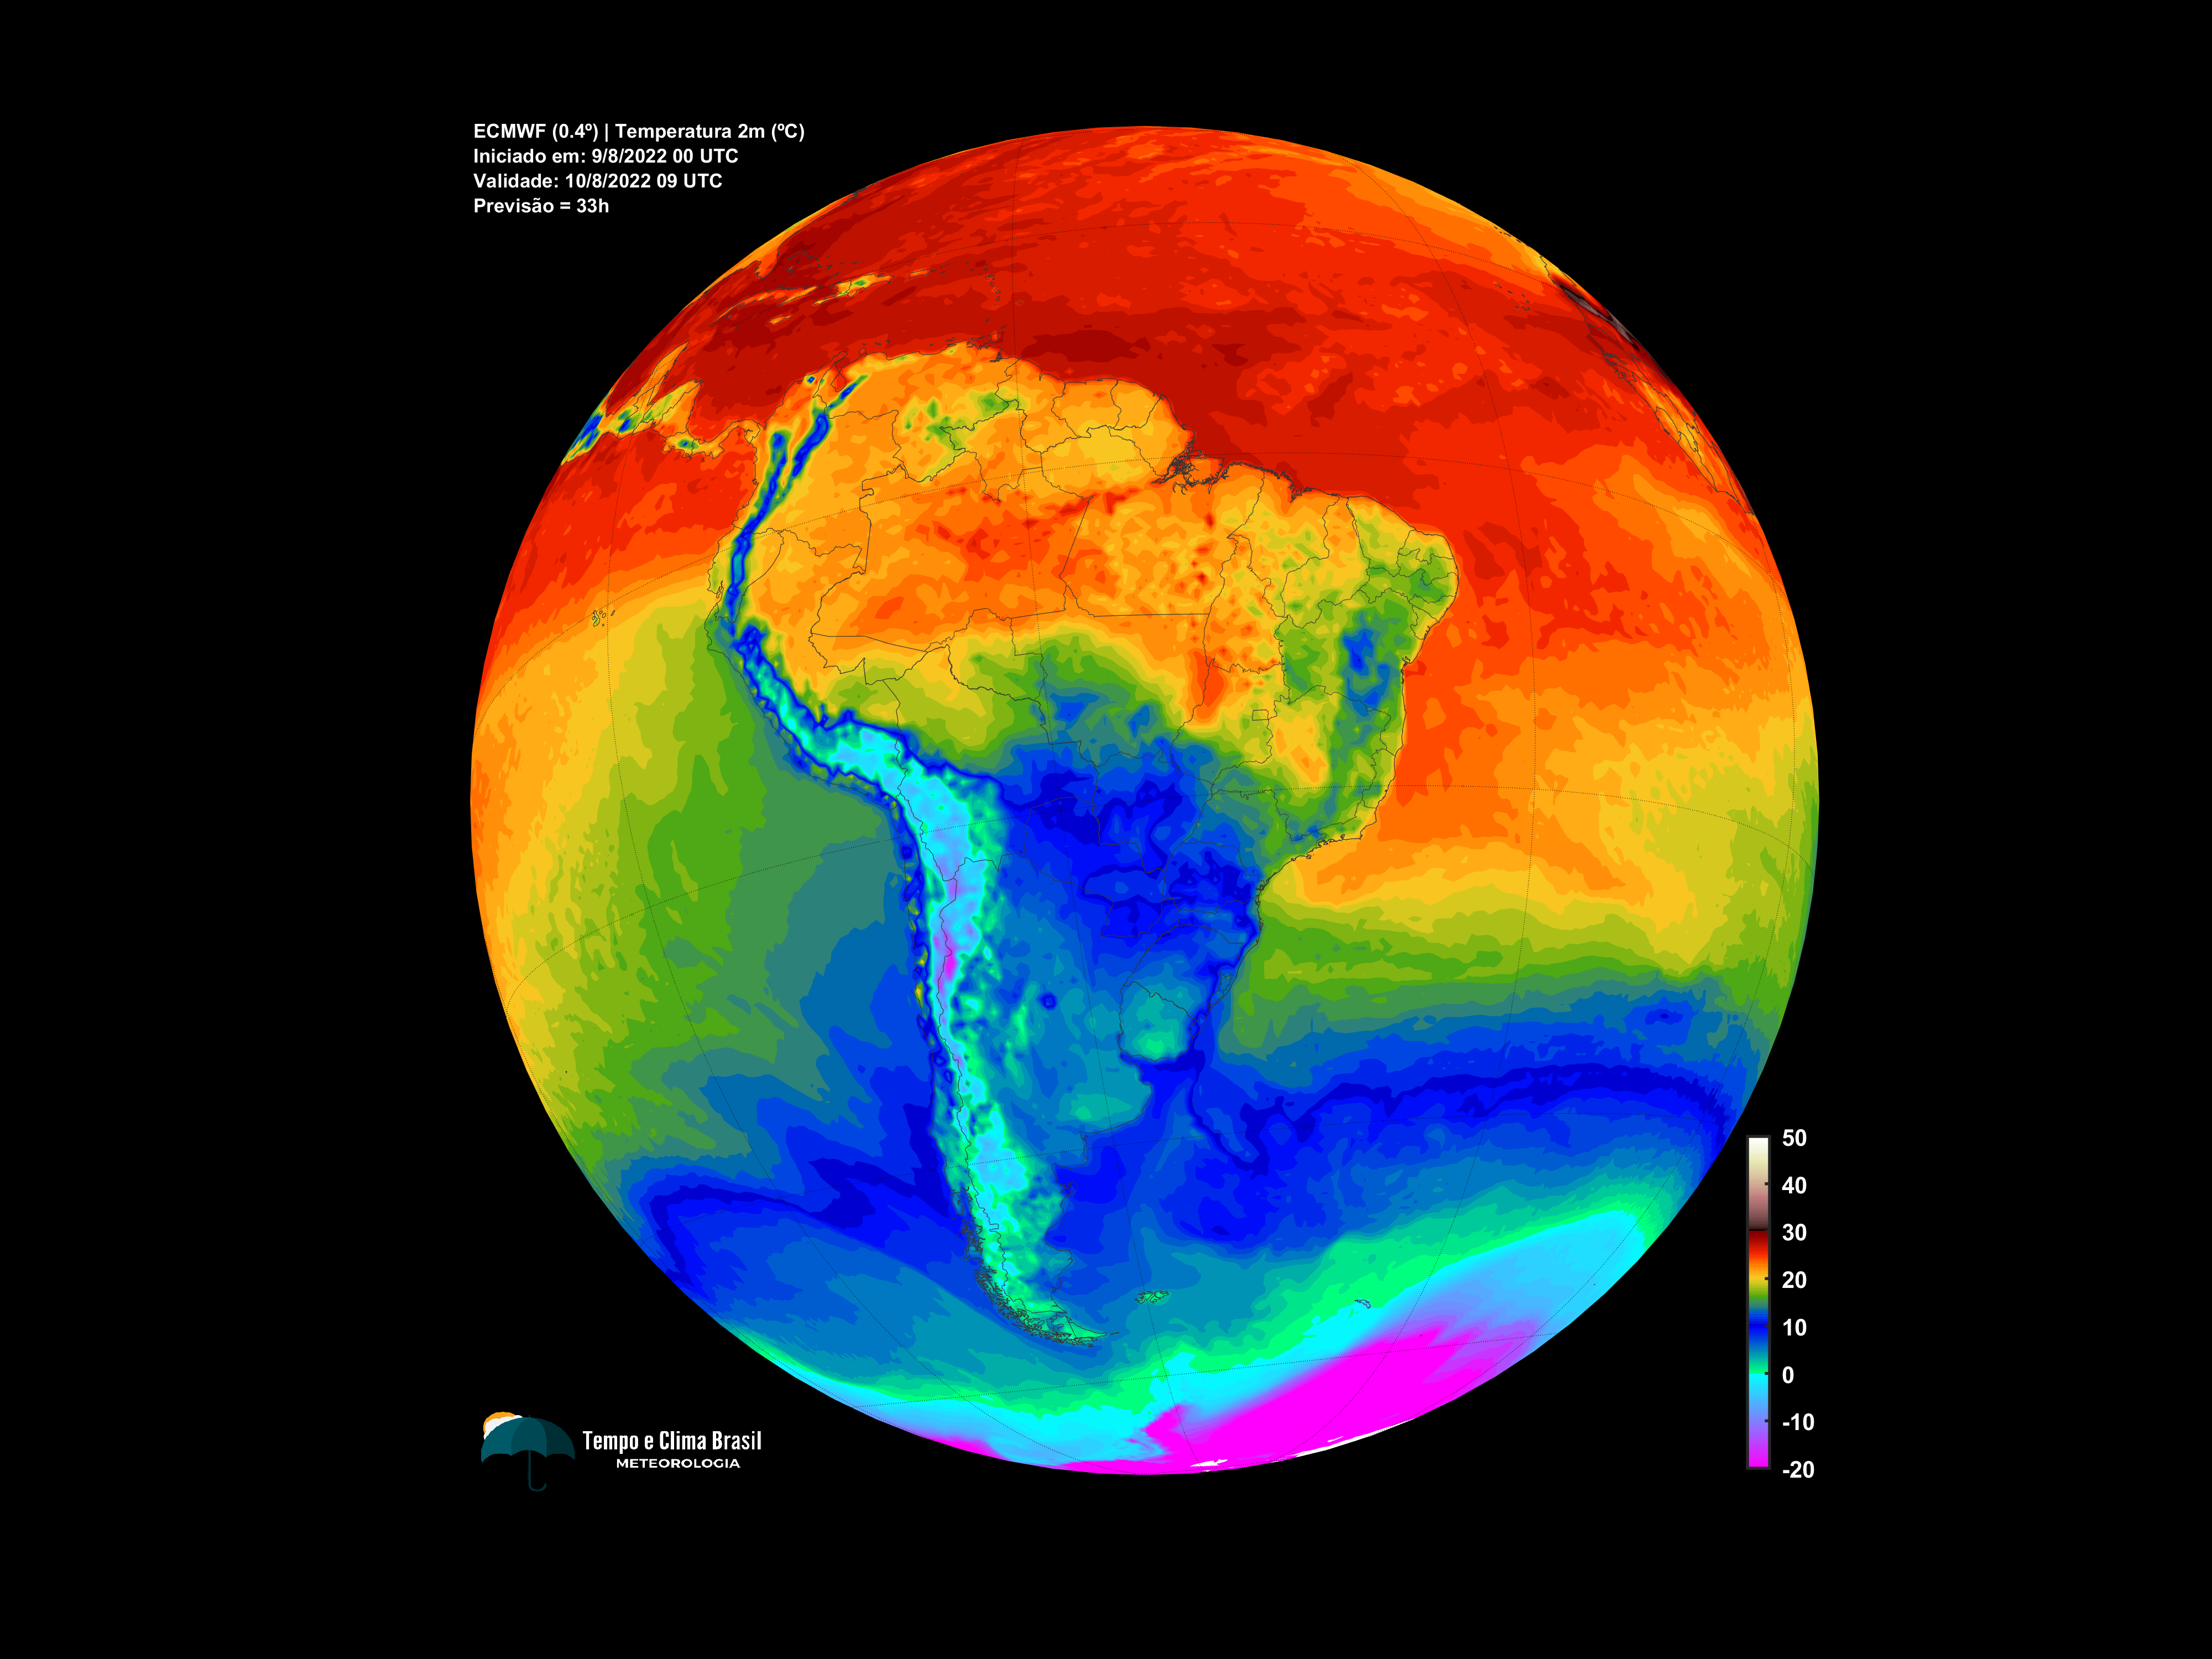 ECMWF (0.4º) | Temperatura 2m (ºC)
Iniciado em: 9/8/2022 00 UTC
Validade: 10/8/2022 09 UTC
Previsão = 33h
50
40
30
20
10
0
-10
-20
Tempo e Clima Brasil
METEOROLOGIA